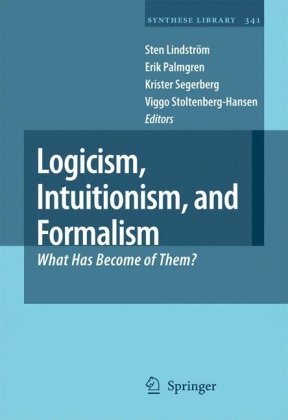 SYNTHESE LIBRARY 341
Sten Lindström
Erik Palmgren
Krister Segerberg
Viggo Stoltenberg-Hansen
Editors
Logicism,
Intuitionism, and
Formalism
What Has Become of Them?
Springer